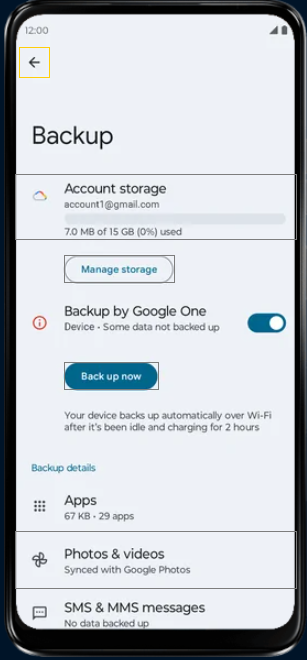 12:00
Backup
Account storage
account1@gmail.com
7.0 MB of 15 GB (0%) used
Manage storage
Backup by Google One
Device • Some data not backed up
Back up now
Your device backs up automatically over Wi-Fi
after it's been idle and charging for 2 hours
Backup details
Apps
67 KB • 29 apps
Photos & videos
Synced with Google Photos
SMS & MMS messages
No data backed up